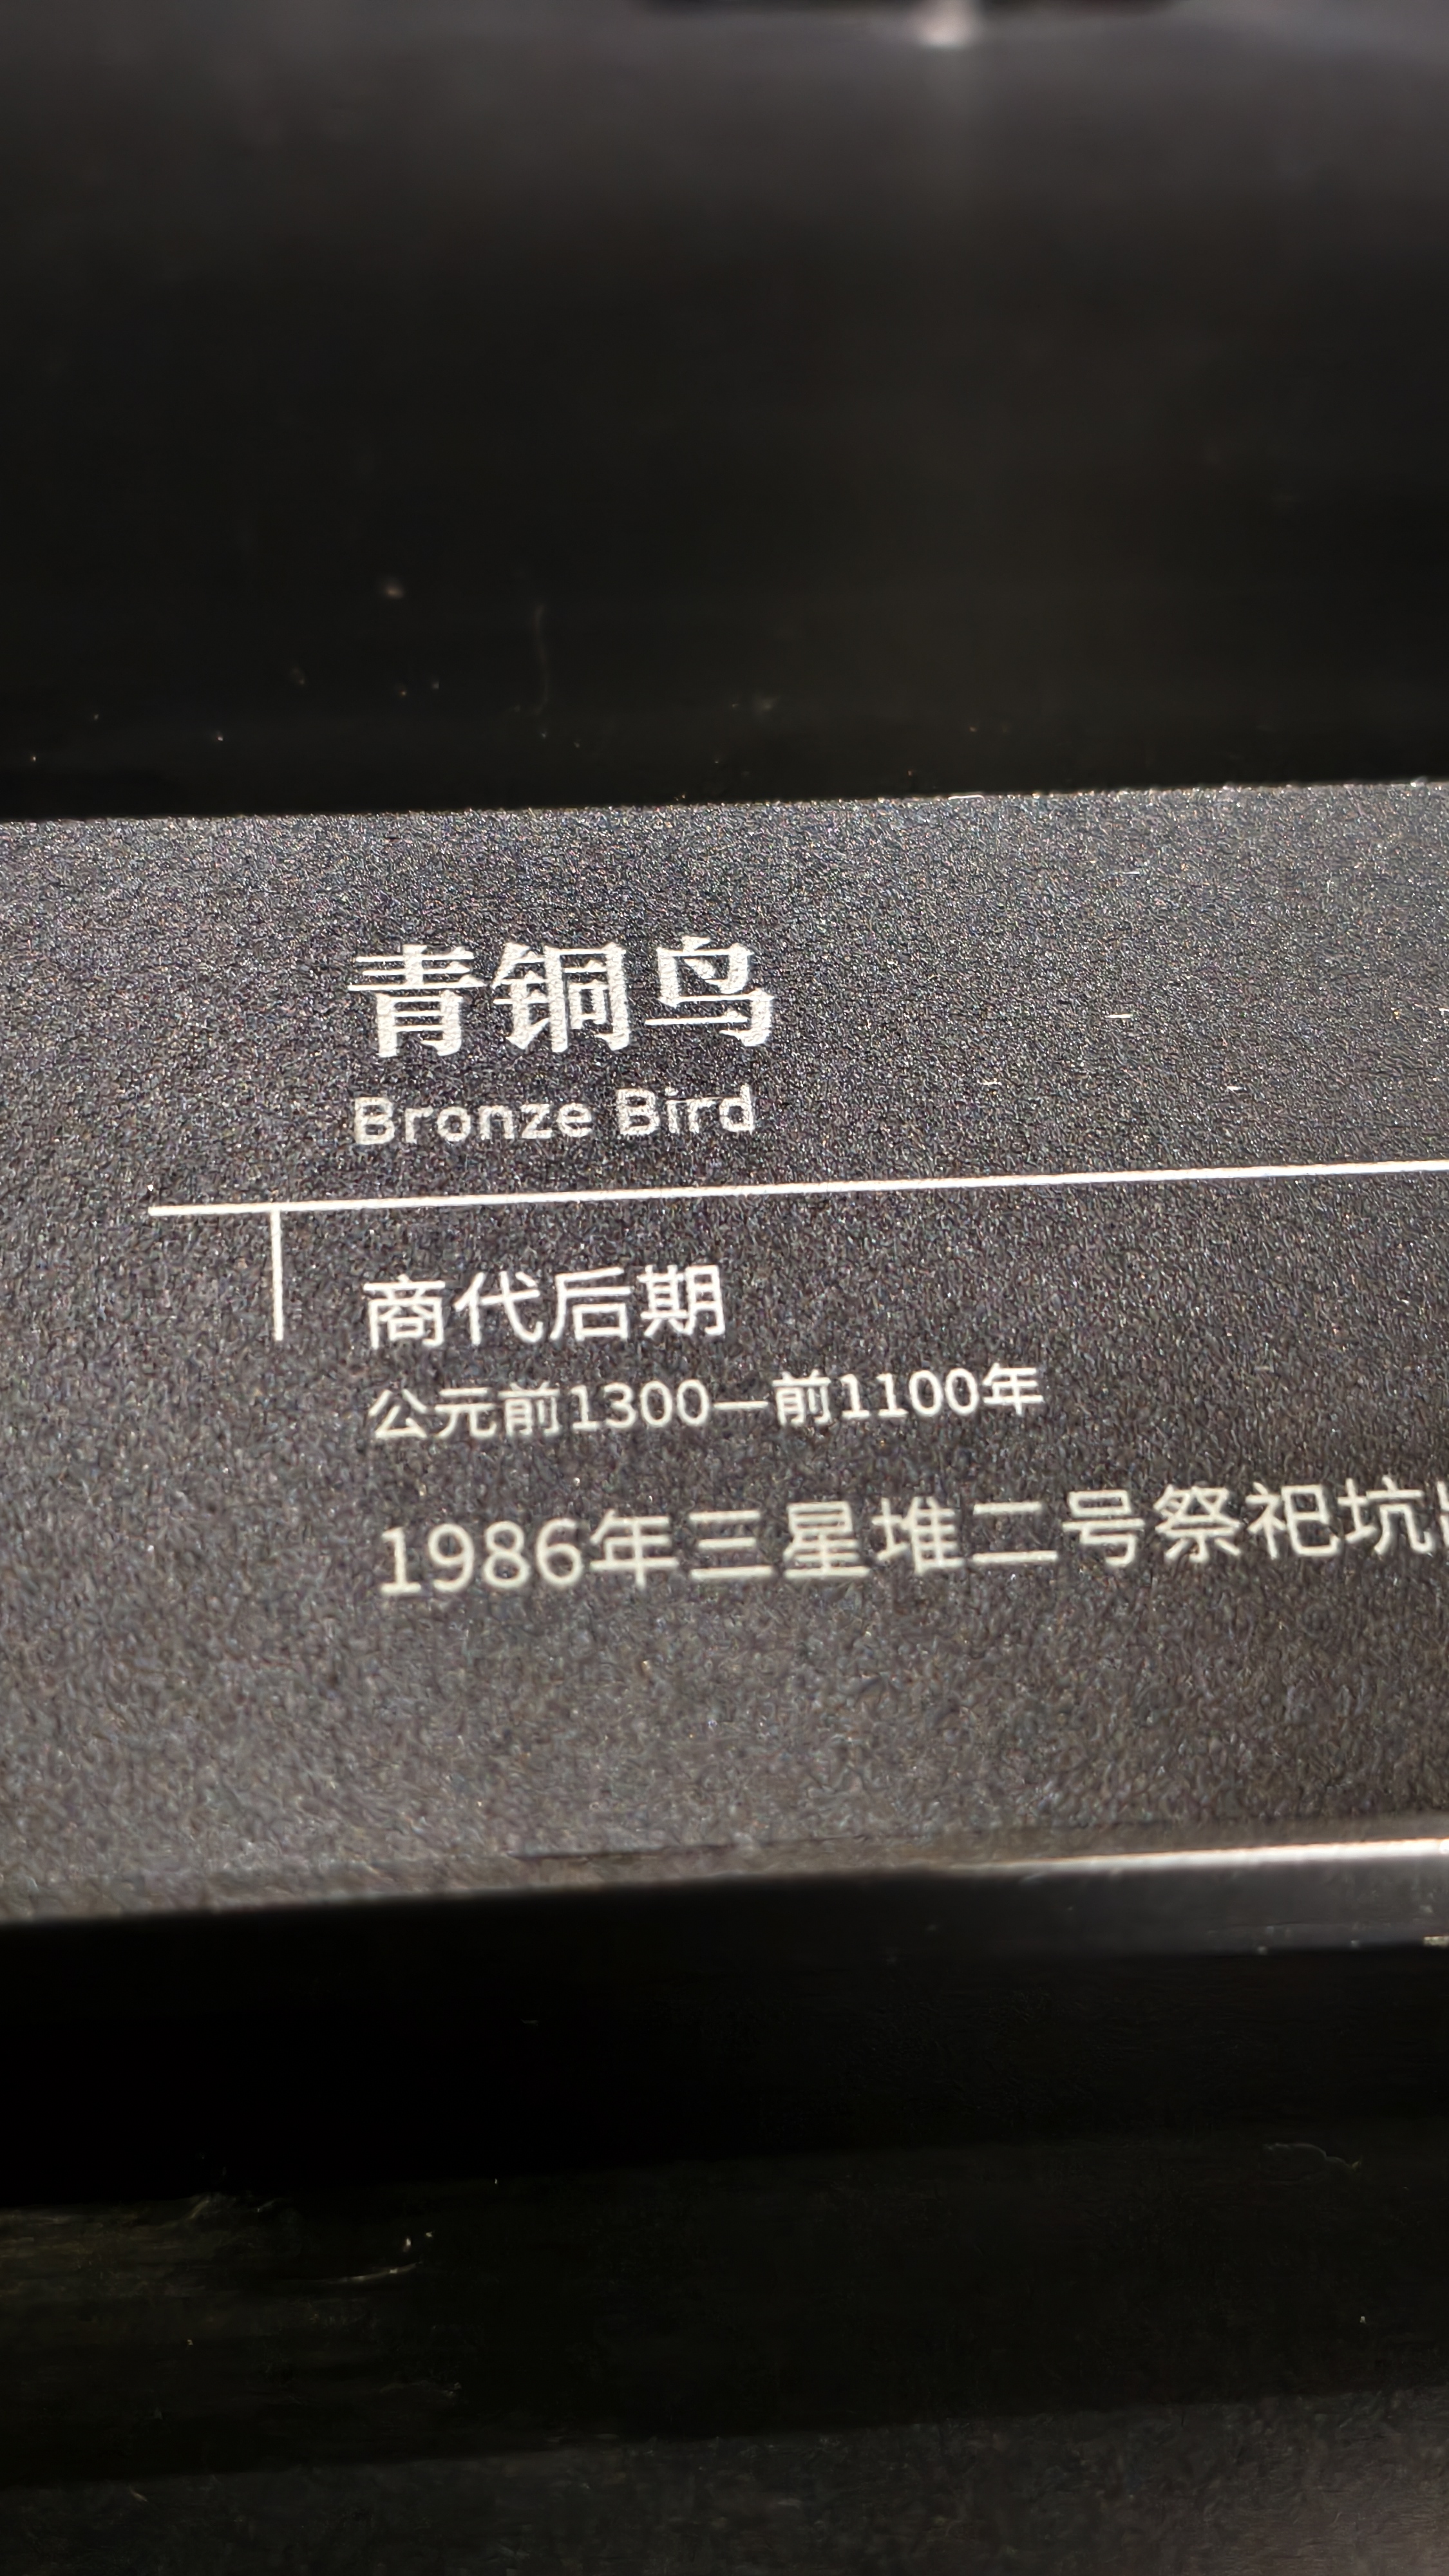 青铜鸟
Bronze Bird
商代后期
公元前1300—前1100年
1986年三星堆二号祭祀坑